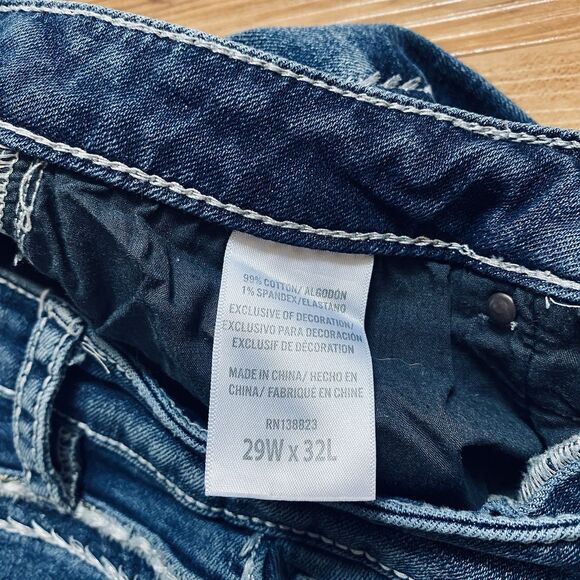 99% COTTON/ ALGODÓN
1% SPANDEX/ELASTANO
EXCLUSIVE OF DECORATION/
EXCLUSIVO PARA DECORACIÓN
EXCLUSIF DE DÉCORATION
MADE IN CHINA/ HECHO EN
CHINA/ FABRIQUE EN CHINE
RN138823
29W x 32L